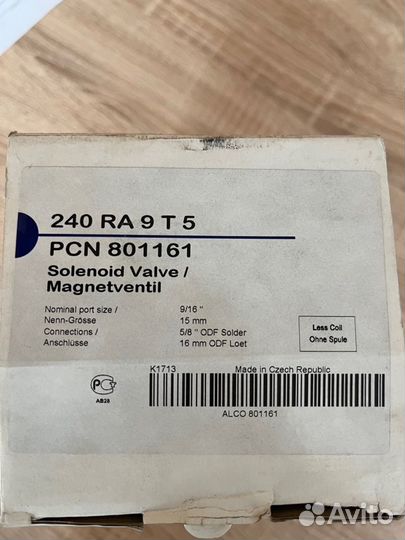 240 RA 9 T 5
PCN 801161
Solenoid Valve /
Magnetventil
Nominal port size / 9/16 "
Nenn-Grösse 15 mm
Connections / 5/8 " ODF Solder
Anschlüsse 16 mm ODF Loet
Less Coil
Ohne Spule
K1713 Made in Czech Republic
PC
АВ28
ALCO 801161
Avito